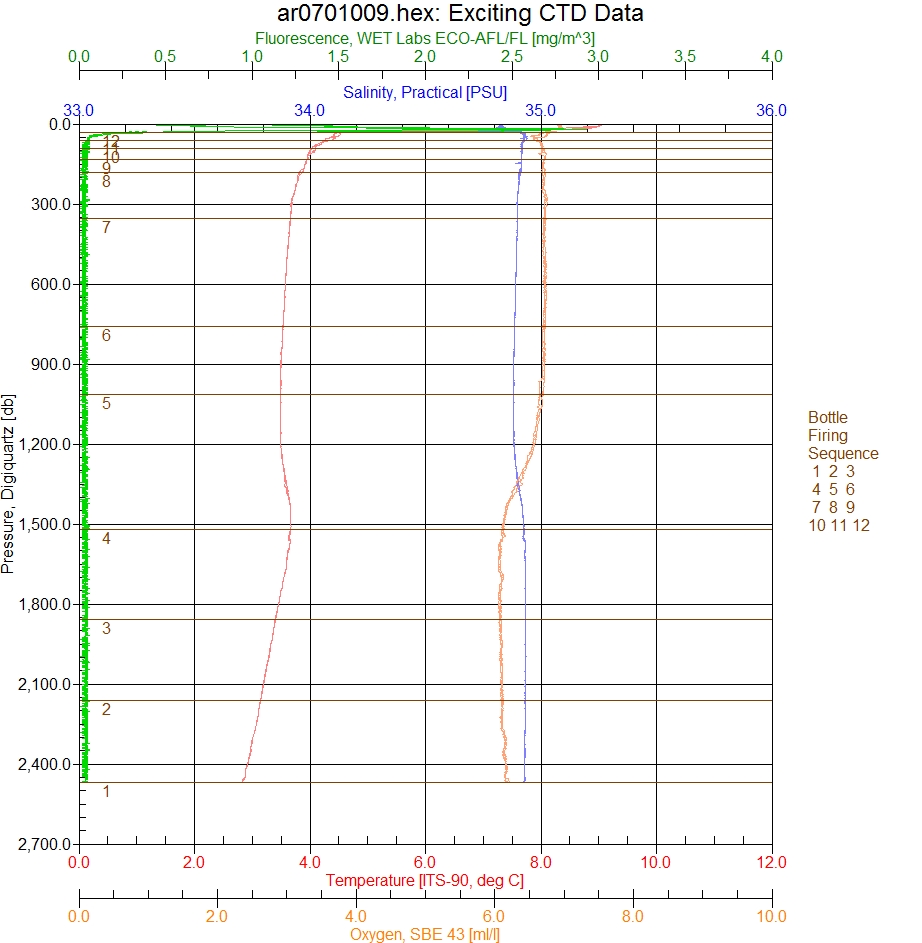 ar0701009.hex: Exciting CTD Data
Fluorescence, WET Labs ECO-AFL/FL [mg/m^3]
0.0 0.5 1.0 1.5 2.0 2.5 3.0 3.5 4.0
Salinity, Practical [PSU]
33.0 34.0 35.0 36.0
0.0
12
11
10
9
8
300.0
7
600.0
6
900.0
5
1,200.0
1,500.0
4
1,800.0
3
2,100.0
2
2,400.0
1
2,700.0
Pressure, Digiquartz [db]
Bottle
Firing
Sequence
1 2 3
4 5 6
7 8 9
10 11 12
0.0 2.0 4.0 6.0 8.0 10.0 12.0
Temperature [ITS-90, deg C]
0.0 2.0 4.0 6.0 8.0 10.0
Oxygen, SBE 43 [ml/l]